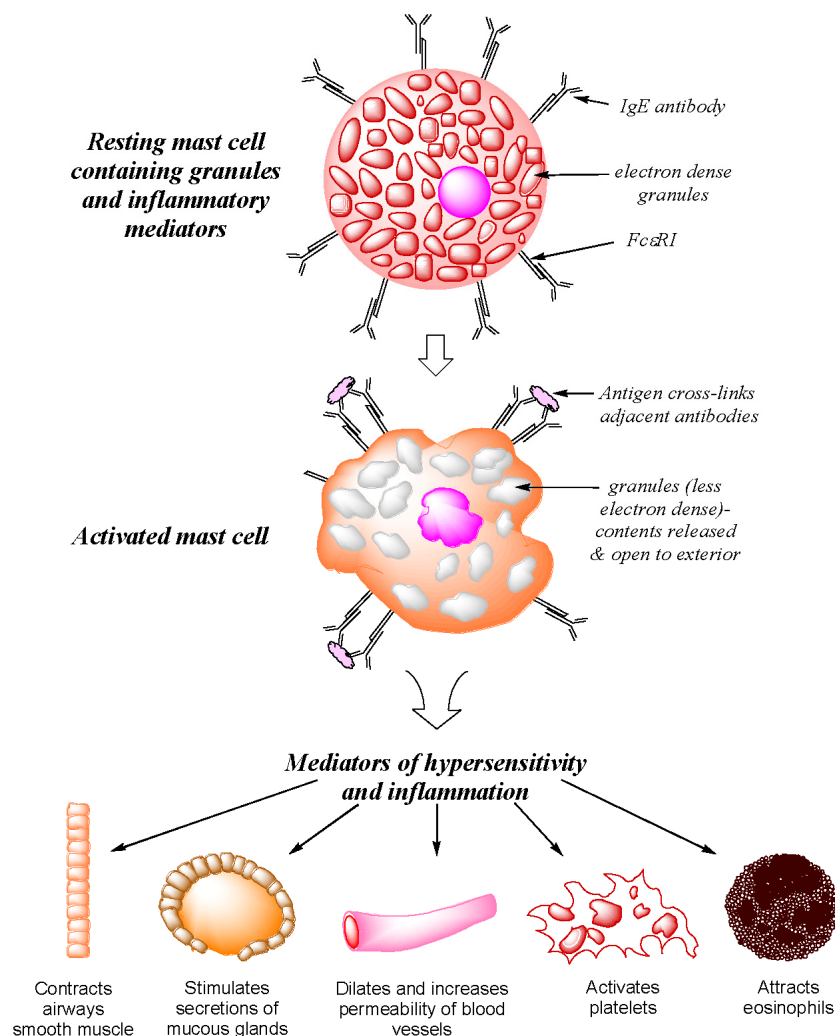 Resting mast cell
containing granules
and inflammatory
mediators
IgE antibody
electron dense
granules
FcεRI
Antigen cross-links
adjacent antibodies
granules (less
electron dense)-
contents released
& open to exterior
Activated mast cell
Mediators of hypersensitivity
and inflammation
Contracts
airways
smooth muscle
Stimulates
secretions of
mucous glands
Dilates and increases
permeability of blood
vessels
Activates
platelets
Attracts
eosinophils